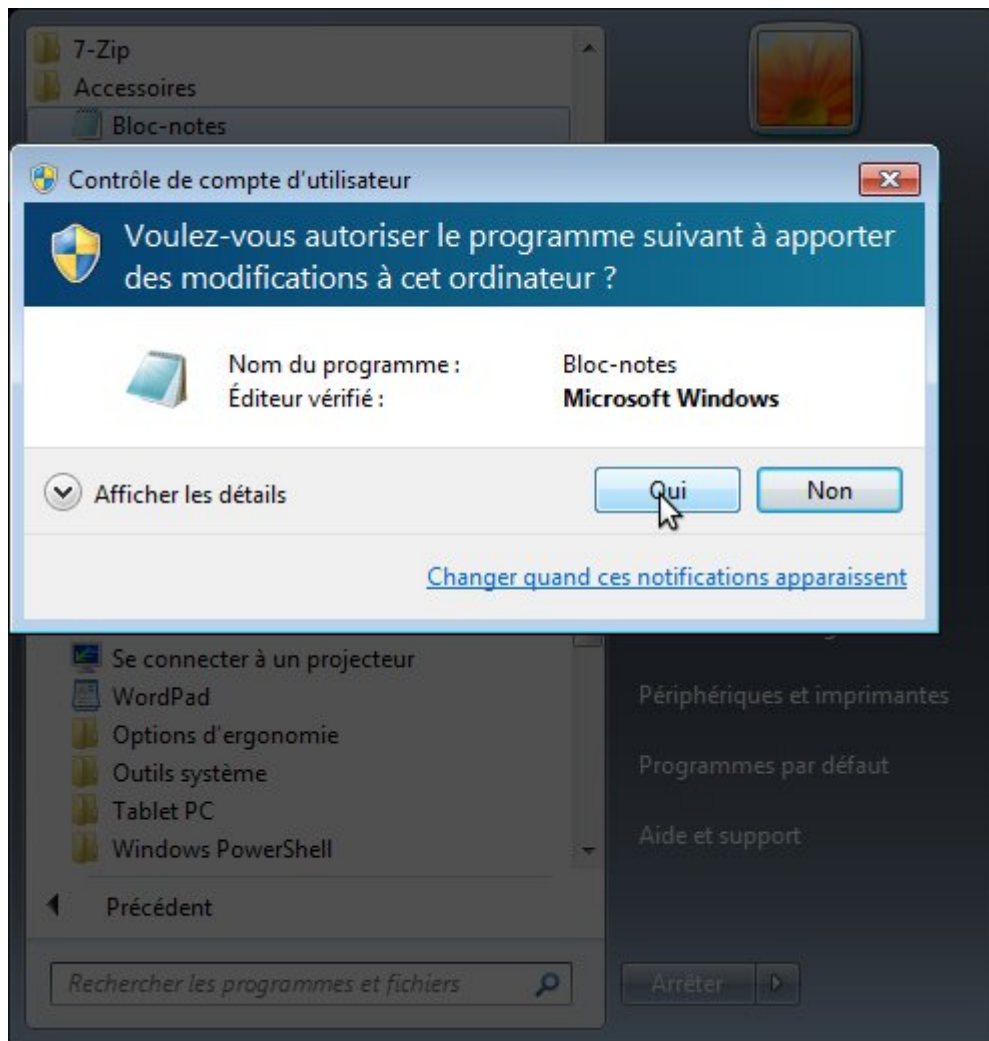 7-Zip
Accessoires
Bloc-notes
Contrôle de compte d'utilisateur
Voulez-vous autoriser le programme suivant à apporter
des modifications à cet ordinateur ?
Nom du programme : Bloc-notes
Éditeur vérifié : Microsoft Windows
Afficher les détails
Oui
Non
Changer quand ces notifications apparaissent
Se connecter à un projecteur
WordPad
Options d'ergonomie
Outils système
Tablet PC
Windows PowerShell
Périphériques et imprimantes
Programmes par défaut
Aide et support
Précédent
Rechercher les programmes et fichiers
Arrêter